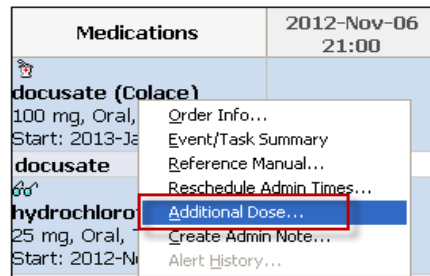 Medications
2012-Nov-06
21:00
docusate (Colace)
100 mg, Oral,
Start: 2013-Ja
docusate
hydrochlorot
25 mg, Oral,
Start: 2012-N
Order Info...
Event/Task Summary
Reference Manual...
Reschedule Admin Times...
Additional Dose...
Create Admin Note...
Alert History...